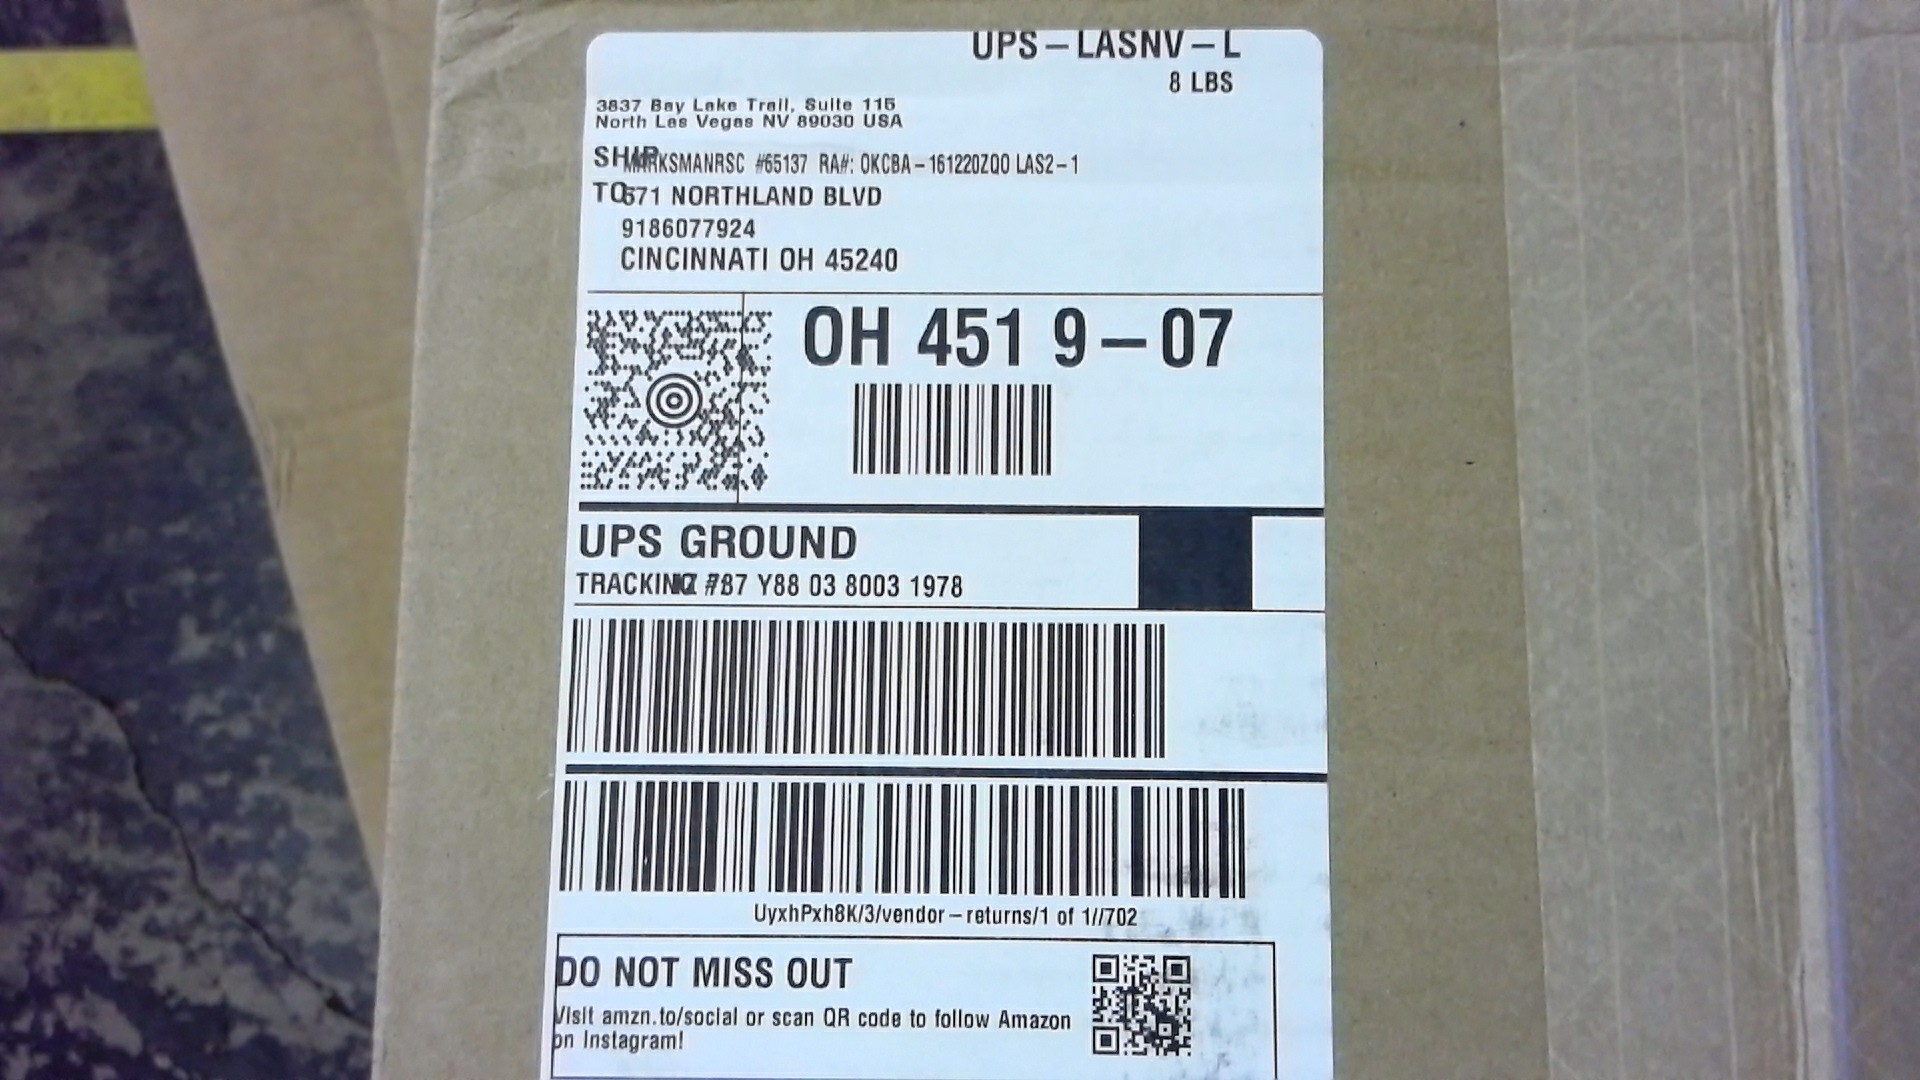 UPS-LASNV-L
8 LBS
3837 Bay Lake Trail, Suite 115
North Las Vegas NV 89030 USA
SHIP
MARKSMANRSC #65137 RA#: OKCBA-161220ZQ0 LAS2-1
TO 671 NORTHLAND BLVD
9186077924
CINCINNATI OH 45240
OH 451 9-07
UPS GROUND
TRACKING #: Y88 03 8003 1978
UyxhPxh8K/3/vendor-returns/1 of 1//702
DO NOT MISS OUT
Visit amzn.to/social or scan QR code to follow Amazon
on Instagram!